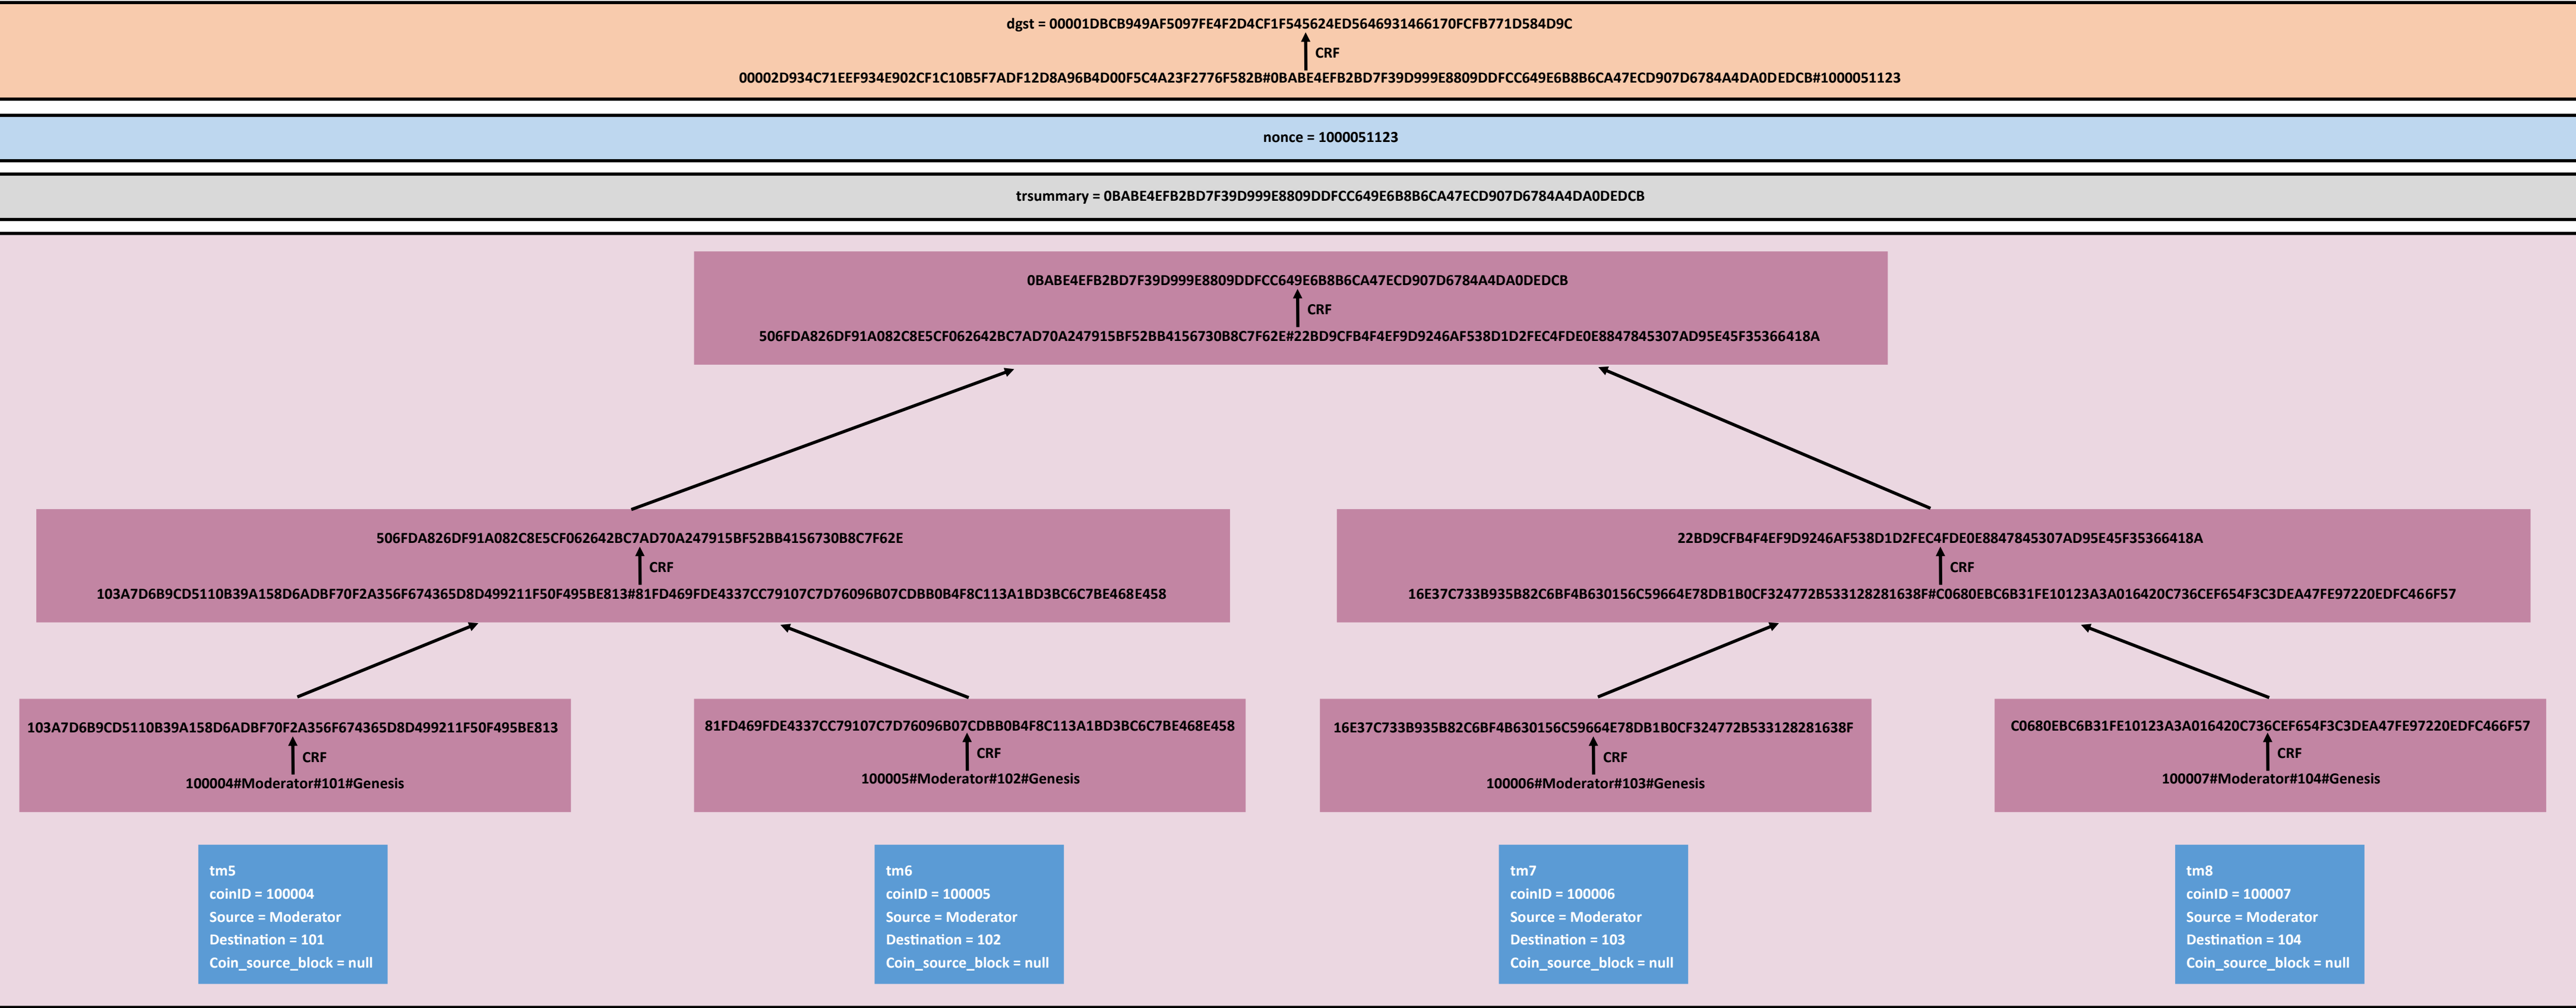 dgst = 00001DBCB949AF5097FE4F2D4CF1F545624ED5646931466170FCFB771D584D9C
CRF
00002D934C71EEF934E902CF1C10B5F7ADF12D8A96B4D00F5C4A23F2776F582B#0BABE4EFB2BD7F39D999E8809DDFCC649E6B8B6CA47ECD907D6784A4DA0DEDCB#1000051123
nonce = 1000051123
trsummary = 0BABE4EFB2BD7F39D999E8809DDFCC649E6B8B6CA47ECD907D6784A4DA0DEDCB
0BABE4EFB2BD7F39D999E8809DDFCC649E6B8B6CA47ECD907D6784A4DA0DEDCB
CRF
506FDA826DF91A082C8E5CF062642BC7AD70A247915BF52BB4156730B8C7F62E#22BD9CFB4F4EF9D9246AF538D1D2FEC4FDE0E8847845307AD95E45F35366418A
506FDA826DF91A082C8E5CF062642BC7AD70A247915BF52BB4156730B8C7F62E
CRF
103A7D6B9CD5110B39A158D6ADBF70F2A356F674365D8D499211F50F495BE813#81FD469FDE4337CC79107C7D76096B07CDBB0B4F8C113A1BD3BC6C7BE468E458
22BD9CFB4F4EF9D9246AF538D1D2FEC4FDE0E8847845307AD95E45F35366418A
CRF
16E37C733B935B82C6BF4B630156C59664E78DB1B0CF324772B533128281638F#C0680EBC6B31FE10123A3A016420C736CEF654F3C3DEA47FE97220EDFC466F57
103A7D6B9CD5110B39A158D6ADBF70F2A356F674365D8D499211F50F495BE813
CRF
100004#Moderator#101#Genesis
81FD469FDE4337CC79107C7D76096B07CDBB0B4F8C113A1BD3BC6C7BE468E458
CRF
100005#Moderator#102#Genesis
16E37C733B935B82C6BF4B630156C59664E78DB1B0CF324772B533128281638F
CRF
100006#Moderator#103#Genesis
C0680EBC6B31FE10123A3A016420C736CEF654F3C3DEA47FE97220EDFC466F57
CRF
100007#Moderator#104#Genesis
tm5
coinID = 100004
Source = Moderator
Destination = 101
Coin_source_block = null
tm6
coinID = 100005
Source = Moderator
Destination = 102
Coin_source_block = null
tm7
coinID = 100006
Source = Moderator
Destination = 103
Coin_source_block = null
tm8
coinID = 100007
Source = Moderator
Destination = 104
Coin_source_block = null